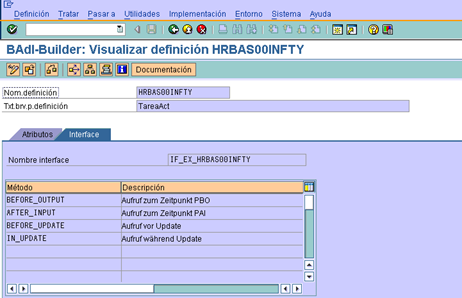 Definición Tratar Pasar a Utilidades Implementación Entorno Sistema Ayuda
BAdI-Builder: Visualizar definición HRBAS00INFTY
Documentación
Nom.definición HRBAS00INFTY
Txt.brv.p.definición TareaAct
Atributos Interface
Nombre interface IF_EX_HRBAS00INFTY
Método Descripción
BEFORE_OUTPUT Aufruf zum Zeitpunkt PBO
AFTER_INPUT Aufruf zum Zeitpunkt PAI
BEFORE_UPDATE Aufruf vor Update
IN_UPDATE Aufruf während Update